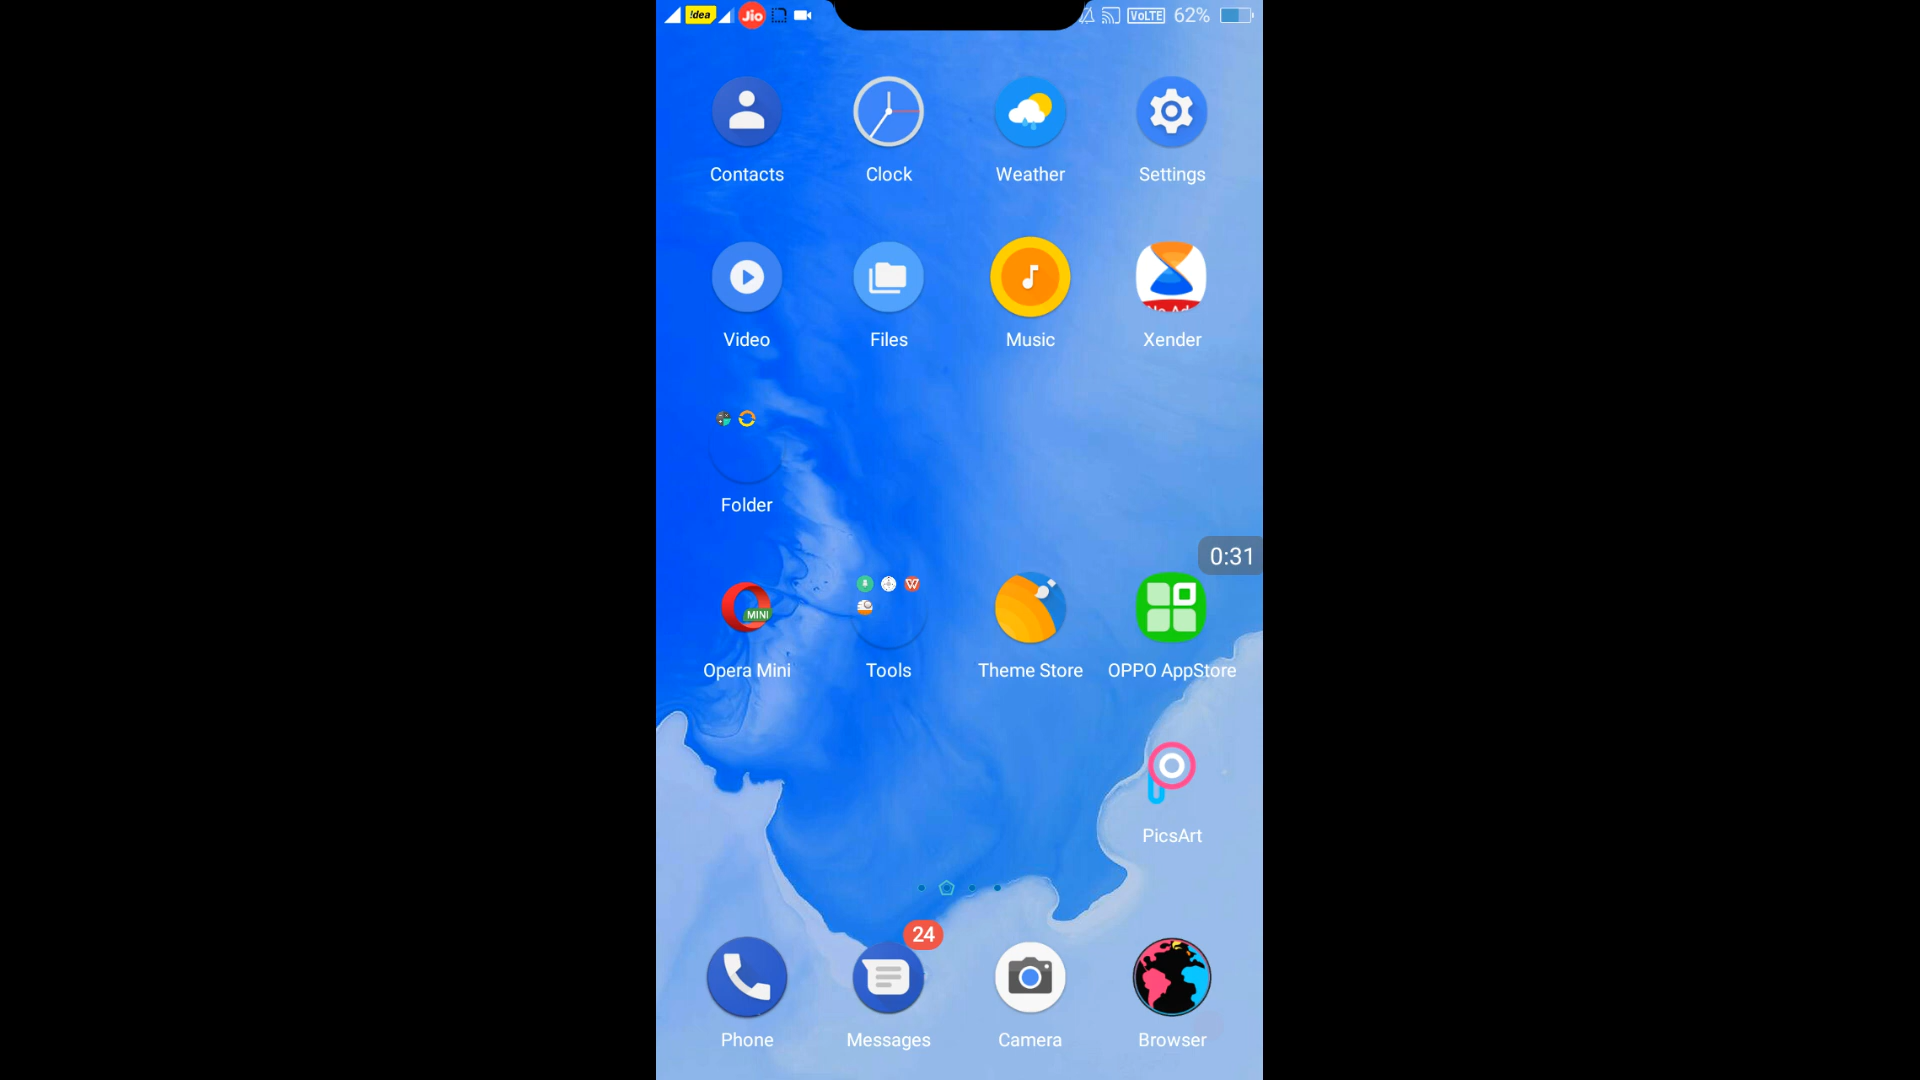 !dea Jio VoLTE 62%
Contacts Clock Weather Settings
Video Files Music Xender
Folder
0:31
MINI W
Opera Mini Tools Theme Store OPPO AppStore
PicsArt
24
Phone Messages Camera Browser